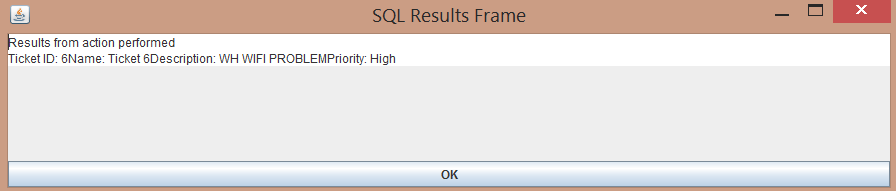 SQL Results Frame
Results from action performed
Ticket ID: 6Name: Ticket 6Description: WH WIFI PROBLEMPriority: High
OK